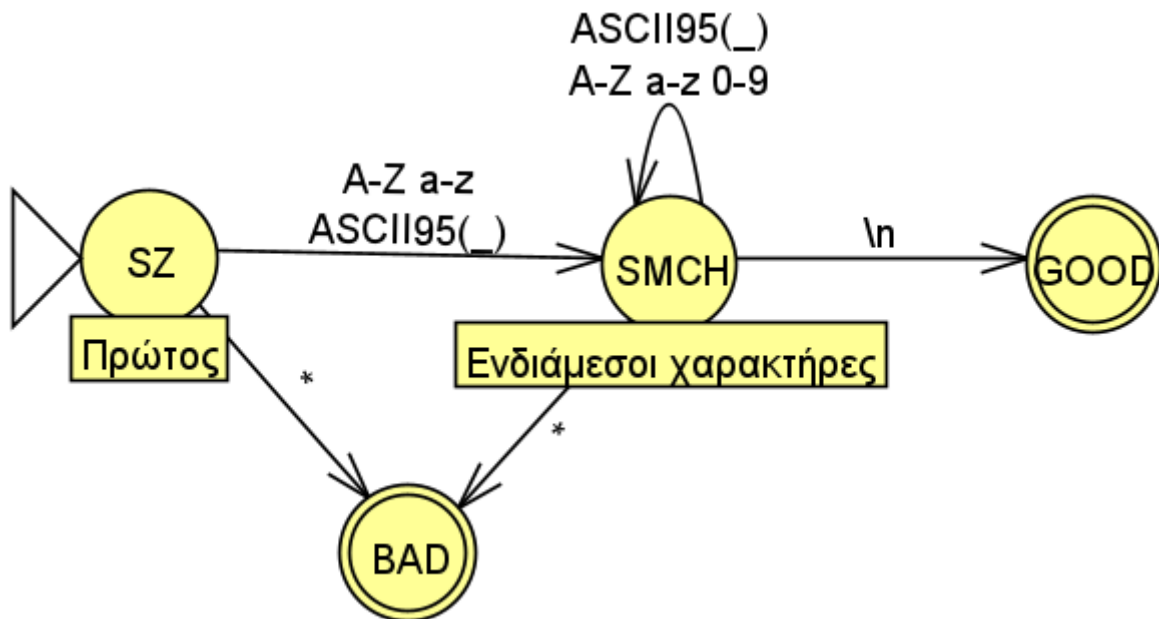 ASCII95(_)
A-Z a-z 0-9
A-Z a-z
ASCII95(_)
\n
SZ
SMCH
GOOD
Πρώτος
Ενδιάμεσοι χαρακτήρες
*
*
BAD